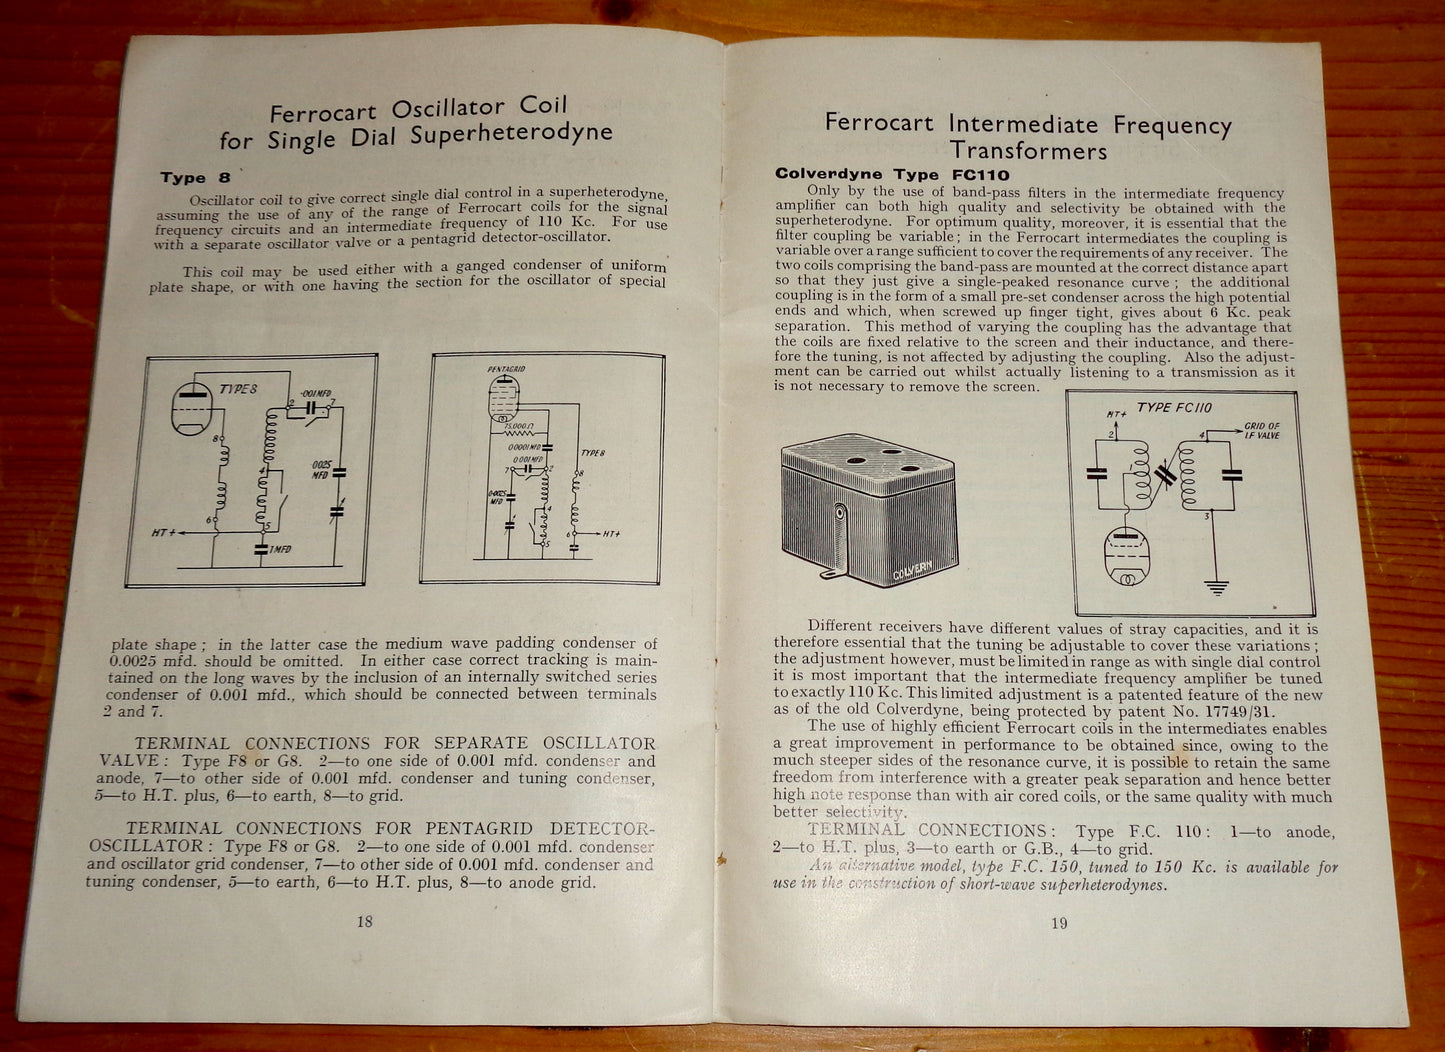 Ferrocart Oscillator Coil
for Single Dial Superheterodyne
Type 8
Oscillator coil to give correct single dial control in a superheterodyne,
assuming the use of any of the range of Ferrocart coils for the signal
frequency circuits and an intermediate frequency of 110 Kc. For use
with a separate oscillator valve or a pentagrid detector-oscillator.
This coil may be used either with a ganged condenser of uniform
plate shape, or with one having the section for the oscillator of special
TYPE 8
·001 MFD
2
7
8
4
·0025
MFD
6
5
HT+
·1 MFD
PENTAGRID
75,000 Ω
0·0001 MFD
0·001 MFD
TYPE 8
7
2
8
0·0025
MFD
4
6
HT+
5
plate shape; in the latter case the medium wave padding condenser of
0.0025 mfd. should be omitted. In either case correct tracking is main-
tained on the long waves by the inclusion of an internally switched series
condenser of 0.001 mfd., which should be connected between terminals
2 and 7.
TERMINAL CONNECTIONS FOR SEPARATE OSCILLATOR
VALVE: Type F8 or G8. 2—to one side of 0.001 mfd. condenser and
anode, 7—to other side of 0.001 mfd. condenser and tuning condenser,
5—to H.T. plus, 6—to earth, 8—to grid.
TERMINAL CONNECTIONS FOR PENTAGRID DETECTOR-
OSCILLATOR: Type F8 or G8. 2—to one side of 0.001 mfd. condenser
and oscillator grid condenser, 7—to other side of 0.001 mfd. condenser and
tuning condenser, 5—to earth, 6—to H.T. plus, 8—to anode grid.
18
Ferrocart Intermediate Frequency
Transformers
Colverdyne Type FC110
Only by the use of band-pass filters in the intermediate frequency
amplifier can both high quality and selectivity be obtained with the
superheterodyne. For optimum quality, moreover, it is essential that the
filter coupling be variable; in the Ferrocart intermediates the coupling is
variable over a range sufficient to cover the requirements of any receiver. The
two coils comprising the band-pass are mounted at the correct distance apart
so that they just give a single-peaked resonance curve; the additional
coupling is in the form of a small pre-set condenser across the high potential
ends and which, when screwed up finger tight, gives about 6 Kc. peak
separation. This method of varying the coupling has the advantage that
the coils are fixed relative to the screen and their inductance, and there-
fore the tuning, is not affected by adjusting the coupling. Also the adjust-
ment can be carried out whilst actually listening to a transmission as it
is not necessary to remove the screen.
COLVERN
TYPE FC110
HT+
2
1
4
GRID OF
LF VALVE
3
Different receivers have different values of stray capacities, and it is
therefore essential that the tuning be adjustable to cover these variations;
the adjustment however, must be limited in range as with single dial control
it is most important that the intermediate frequency amplifier be tuned
to exactly 110 Kc. This limited adjustment is a patented feature of the new
as of the old Colverdyne, being protected by patent No. 17749/31.
The use of highly efficient Ferrocart coils in the intermediates enables
a great improvement in performance to be obtained since, owing to the
much steeper sides of the resonance curve, it is possible to retain the same
freedom from interference with a greater peak separation and hence better
high note response than with air cored coils, or the same quality with much
better selectivity.
TERMINAL CONNECTIONS: Type F.C. 110: 1—to anode,
2—to H.T. plus, 3—to earth or G.B., 4—to grid.
An alternative model, type F.C. 150, tuned to 150 Kc. is available for
use in the construction of short-wave superheterodynes.
19